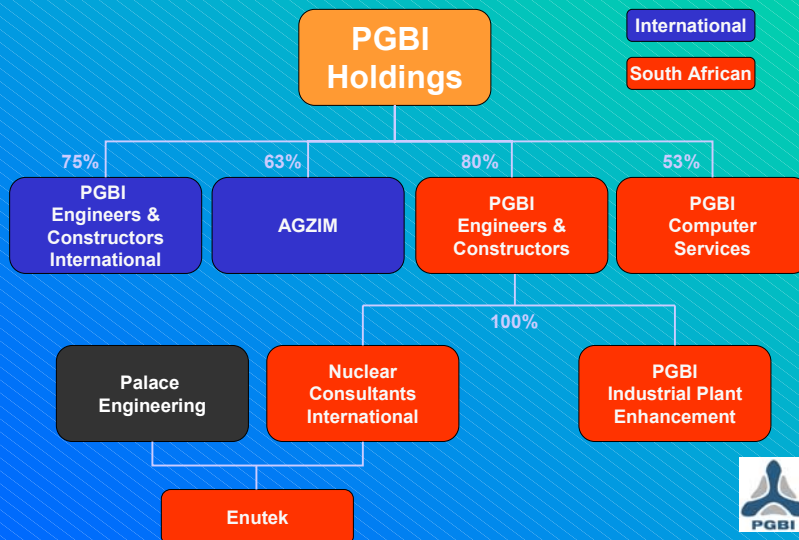 PGBI
Holdings
International
South African
75%
63%
80%
53%
PGBI
Engineers &
Constructors
International
AGZIM
PGBI
Engineers &
Constructors
PGBI
Computer
Services
100%
Palace
Engineering
Nuclear
Consultants
International
PGBI
Industrial Plant
Enhancement
Enutek
PGBI